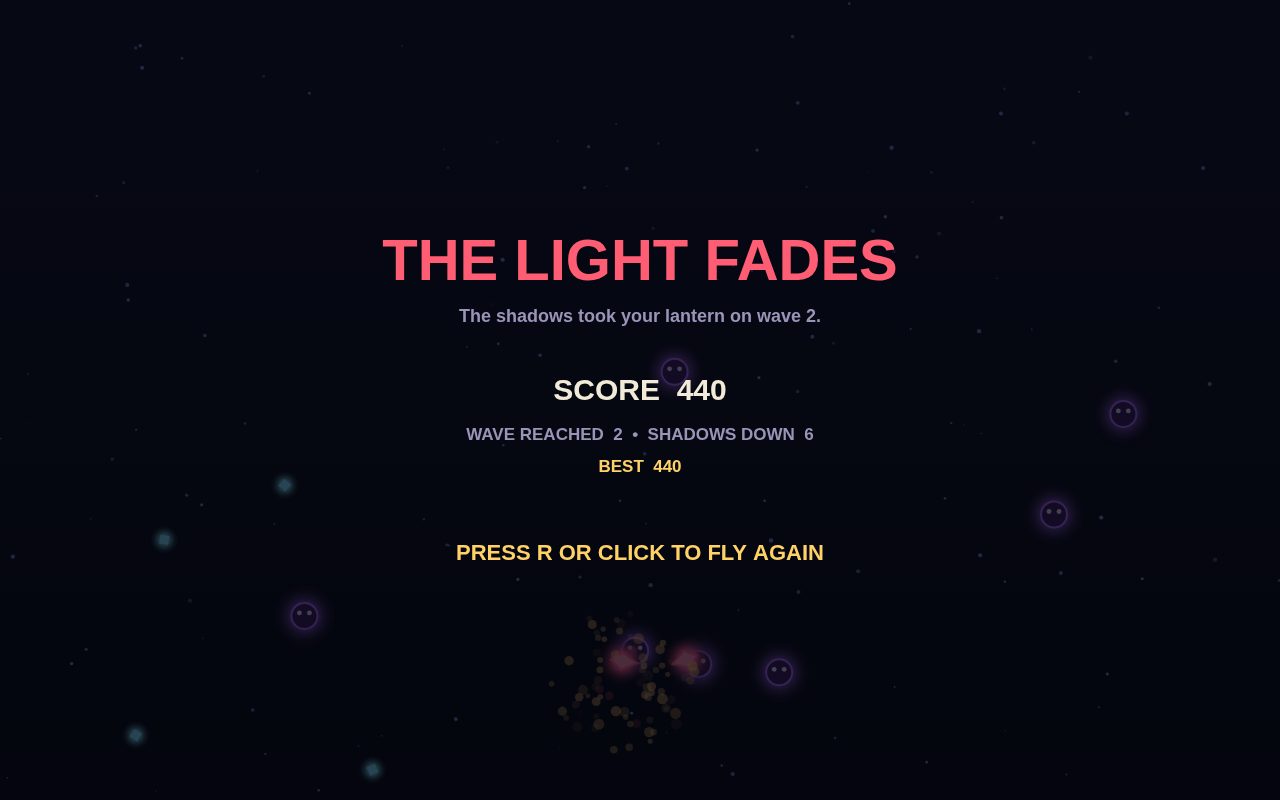 THE LIGHT FADES
The shadows took your lantern on wave 2.
SCORE 440
WAVE REACHED 2 • SHADOWS DOWN 6
BEST 440
PRESS R OR CLICK TO FLY AGAIN